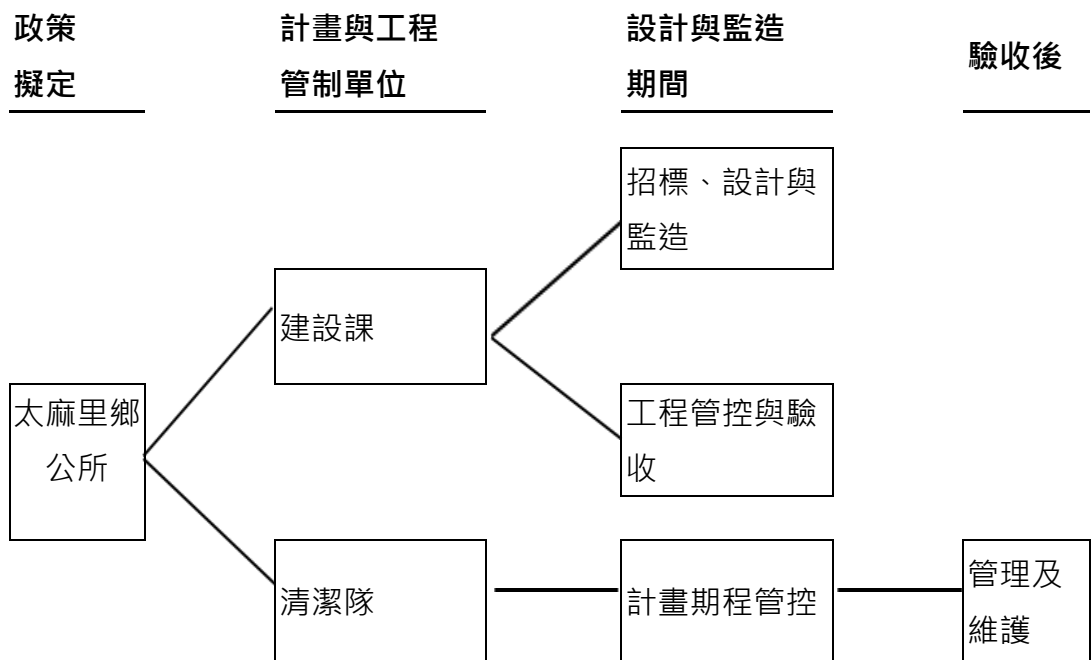 政策
擬定
計畫與工程
管制單位
設計與監造
期間
驗收後
招標、設計與
監造
建設課
太麻里鄉
公所
工程管控與驗
收
清潔隊
計畫期程管控
管理及
維護